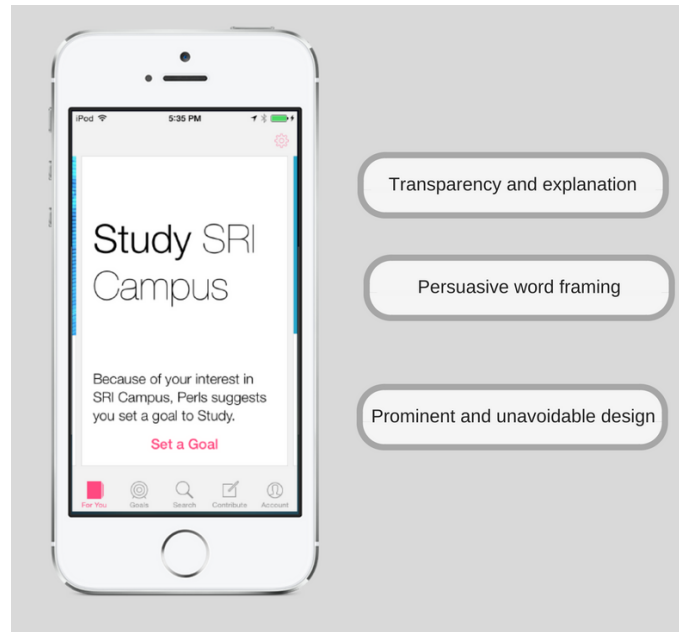 iPod 5:35 PM
Study SRI
Campus
Because of your interest in
SRI Campus, Perls suggests
you set a goal to Study.
Set a Goal
For You Goals Search Contribute Account
Transparency and explanation
Persuasive word framing
Prominent and unavoidable design